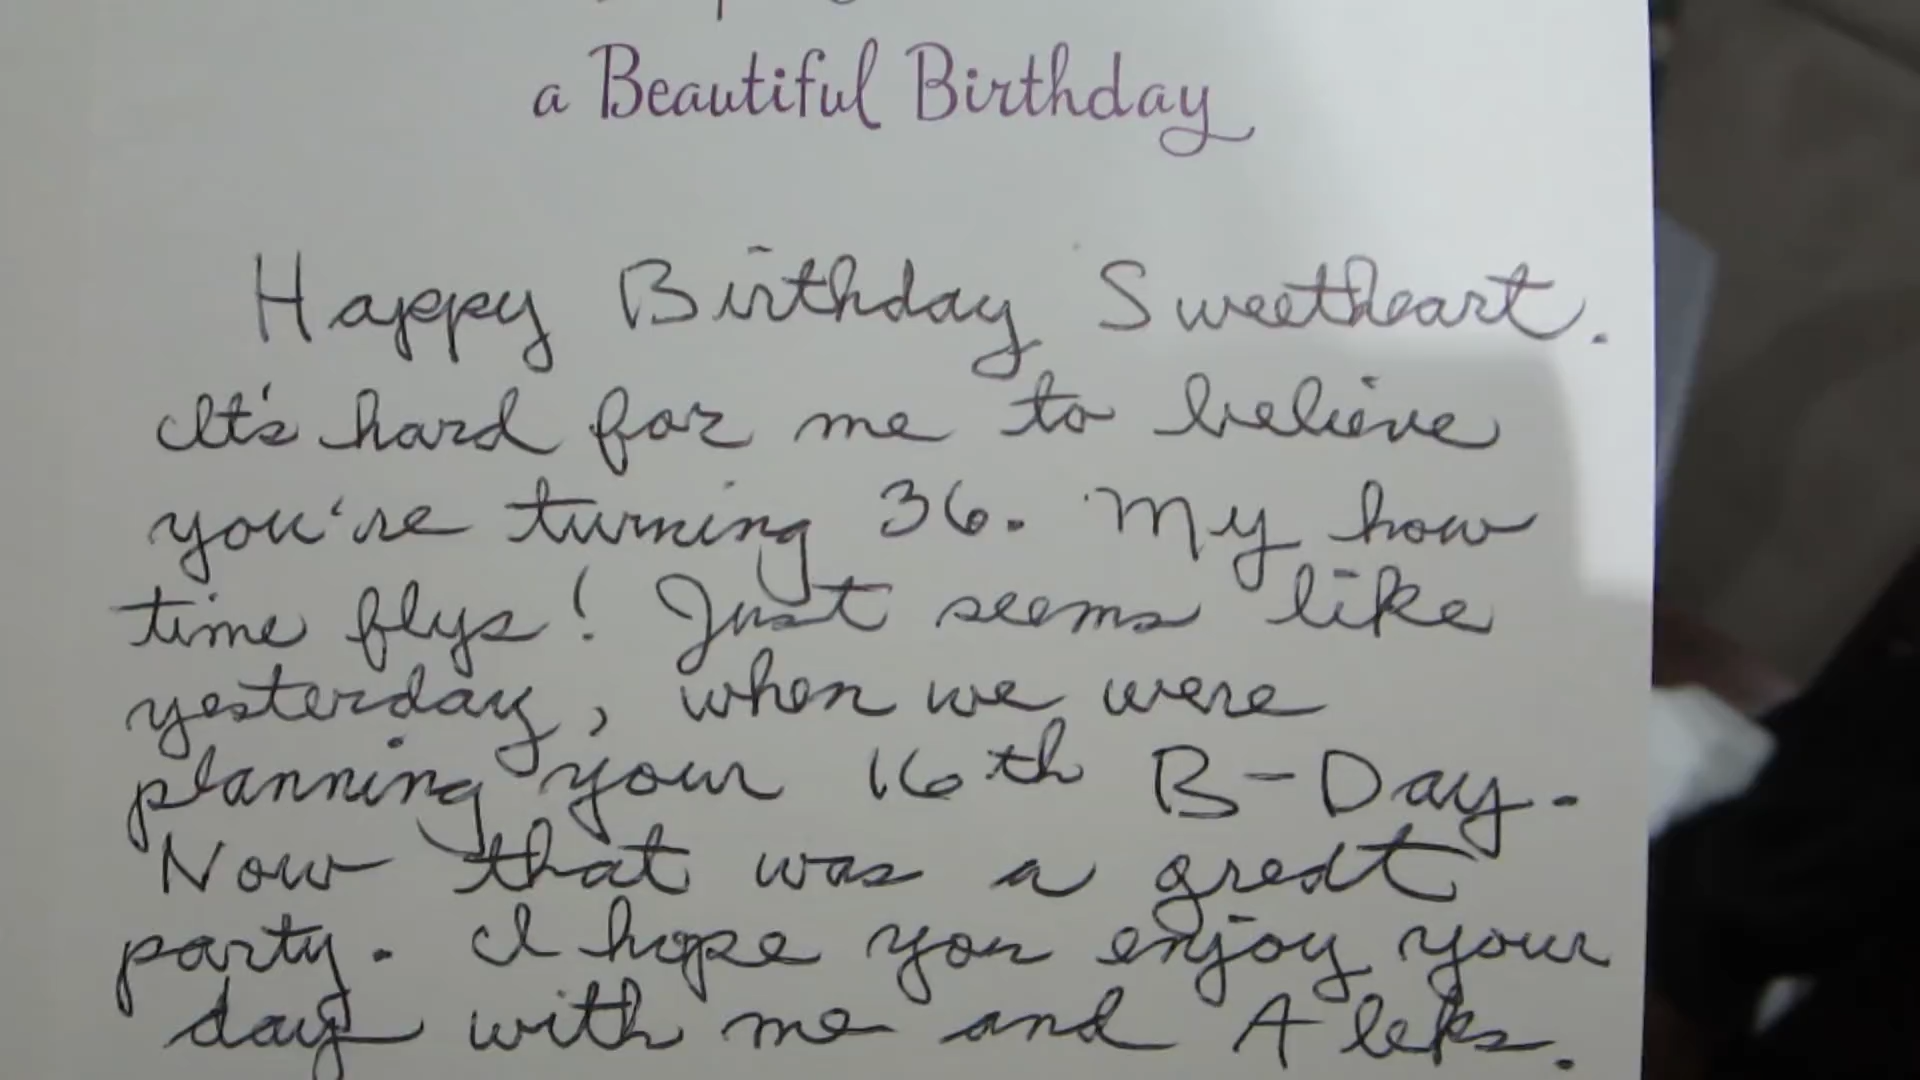 a Beautiful Birthday
Happy Birthday Sweetheart.
It's hard for me to believe
you're turning 36. My how
time flys! Just seems like
yesterday, when we were
planning your 16th B-Day.
Now that was a great
party. I hope you enjoy your
day with me and Aleks.